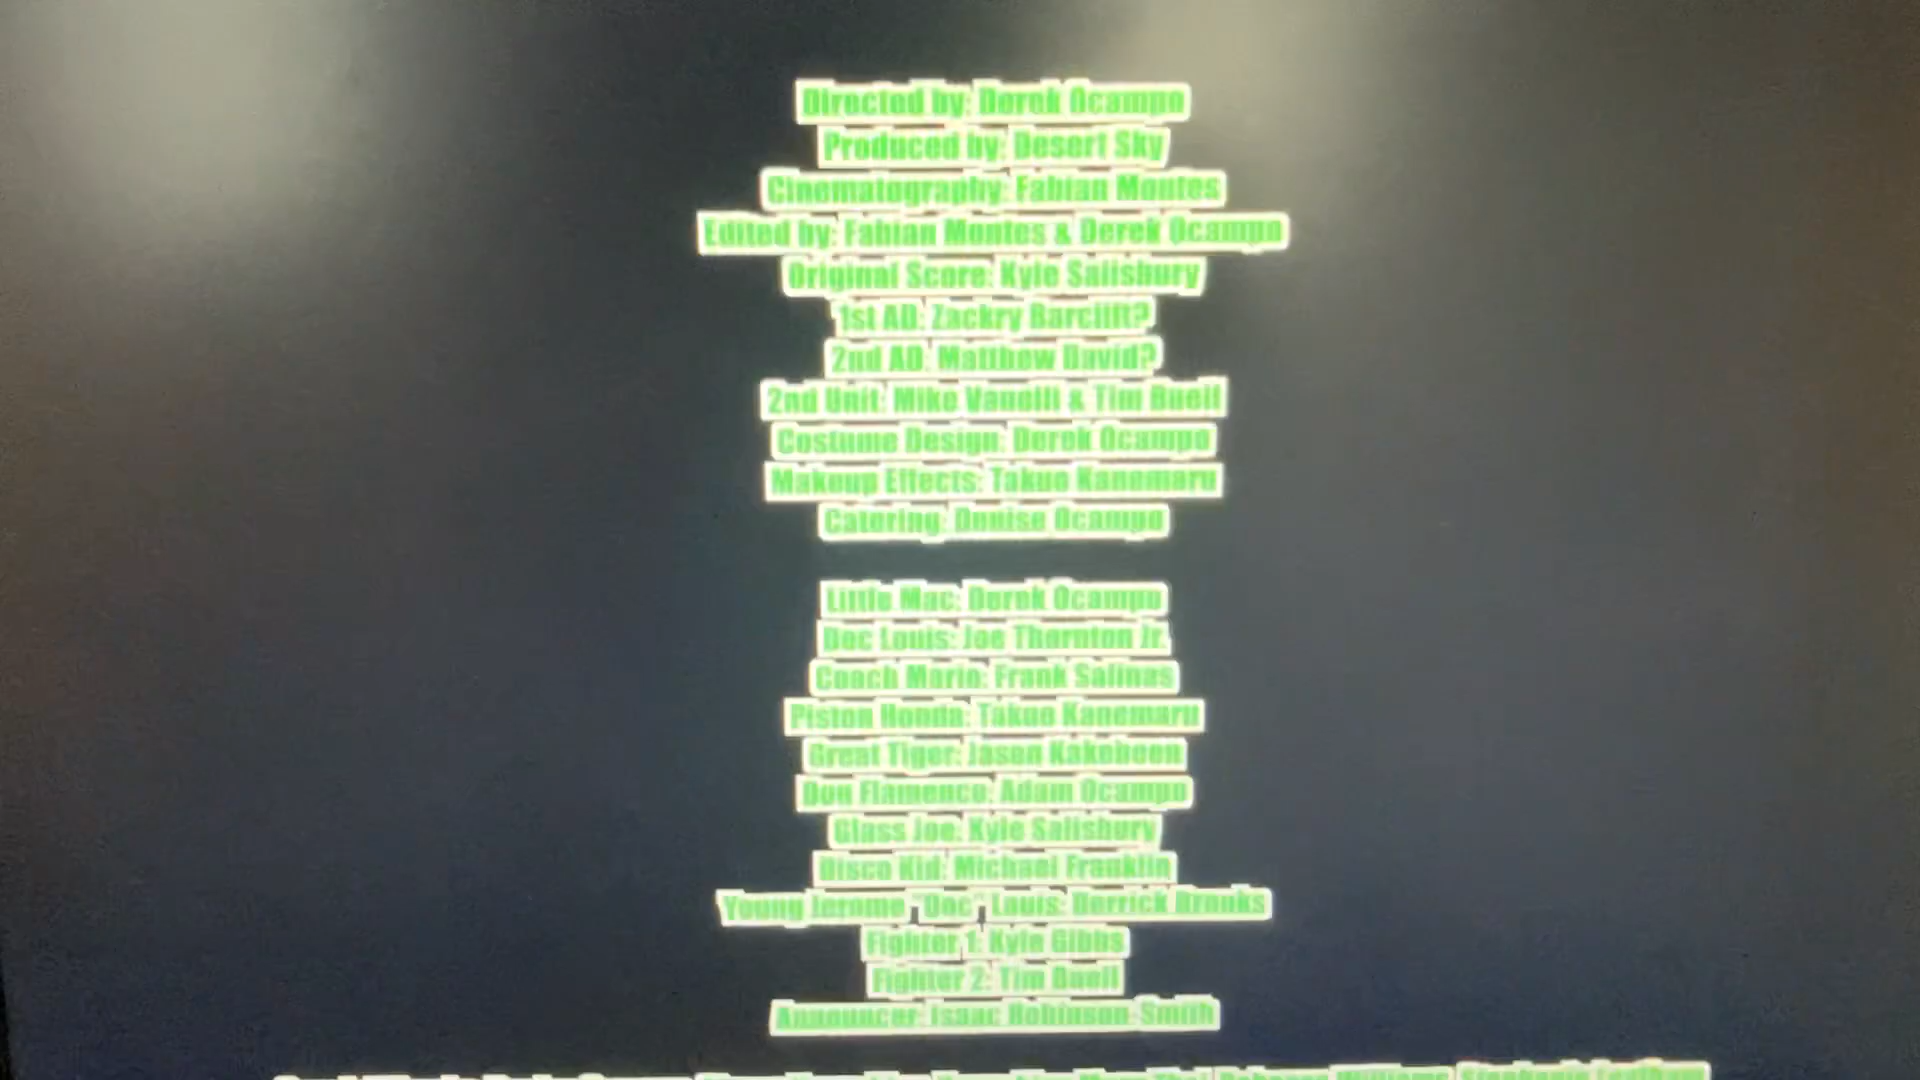 Directed by: Derek Ocampo
Produced by: Desert Sky
Cinematography: Fabian Montes
Edited by: Fabian Montes & Derek Ocampo
Original Score: Kyle Salisbury
1st AD: Zackry Barclift?
2nd AD: Matthew David?
2nd Unit: Mike Vancill & Tim Buell
Costume Design: Derek Ocampo
Makeup Effects: Takuo Kanemaru
Catering: Denise Ocampo
Little Mac: Derek Ocampo
Doc Louis: Joe Thornton Jr.
Coach Mario: Frank Salinas
Piston Honda: Takuo Kanemaru
Great Tiger: Jason
Don Flamenco: Adam Ocampo
Glass Joe: Kyle Salisbury
Disco Kid: Michael Franklin
Young Jerome "Doc" Louis: Derrick Brooks
Fighter 1: Kyle Gibbs
Fighter 2: Tim Buell
Announcer: Isaac Robinson-Smith